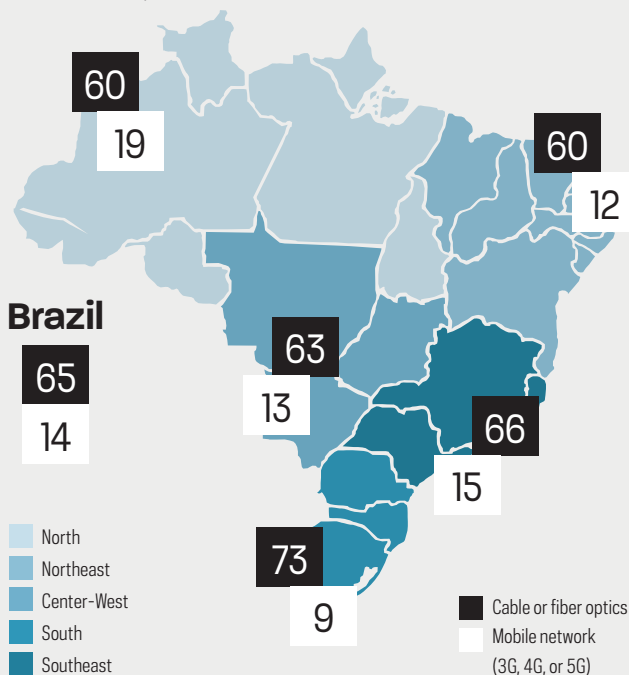 60
19
60
12
Brazil
65
14
63
13
66
15
73
9
North
Northeast
Center-West
South
Southeast
Cable or fiber optics
Mobile network
(3G, 4G, or 5G)